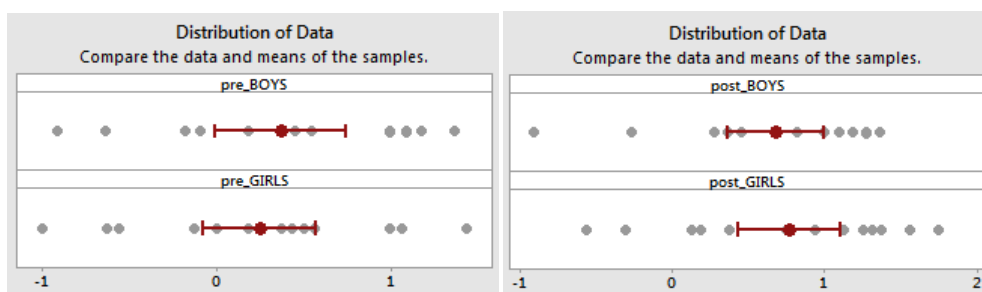 Distribution of Data
Compare the data and means of the samples.
pre_BOYS
pre_GIRLS
-1 0 1
Distribution of Data
Compare the data and means of the samples.
post_BOYS
post_GIRLS
-1 0 1 2